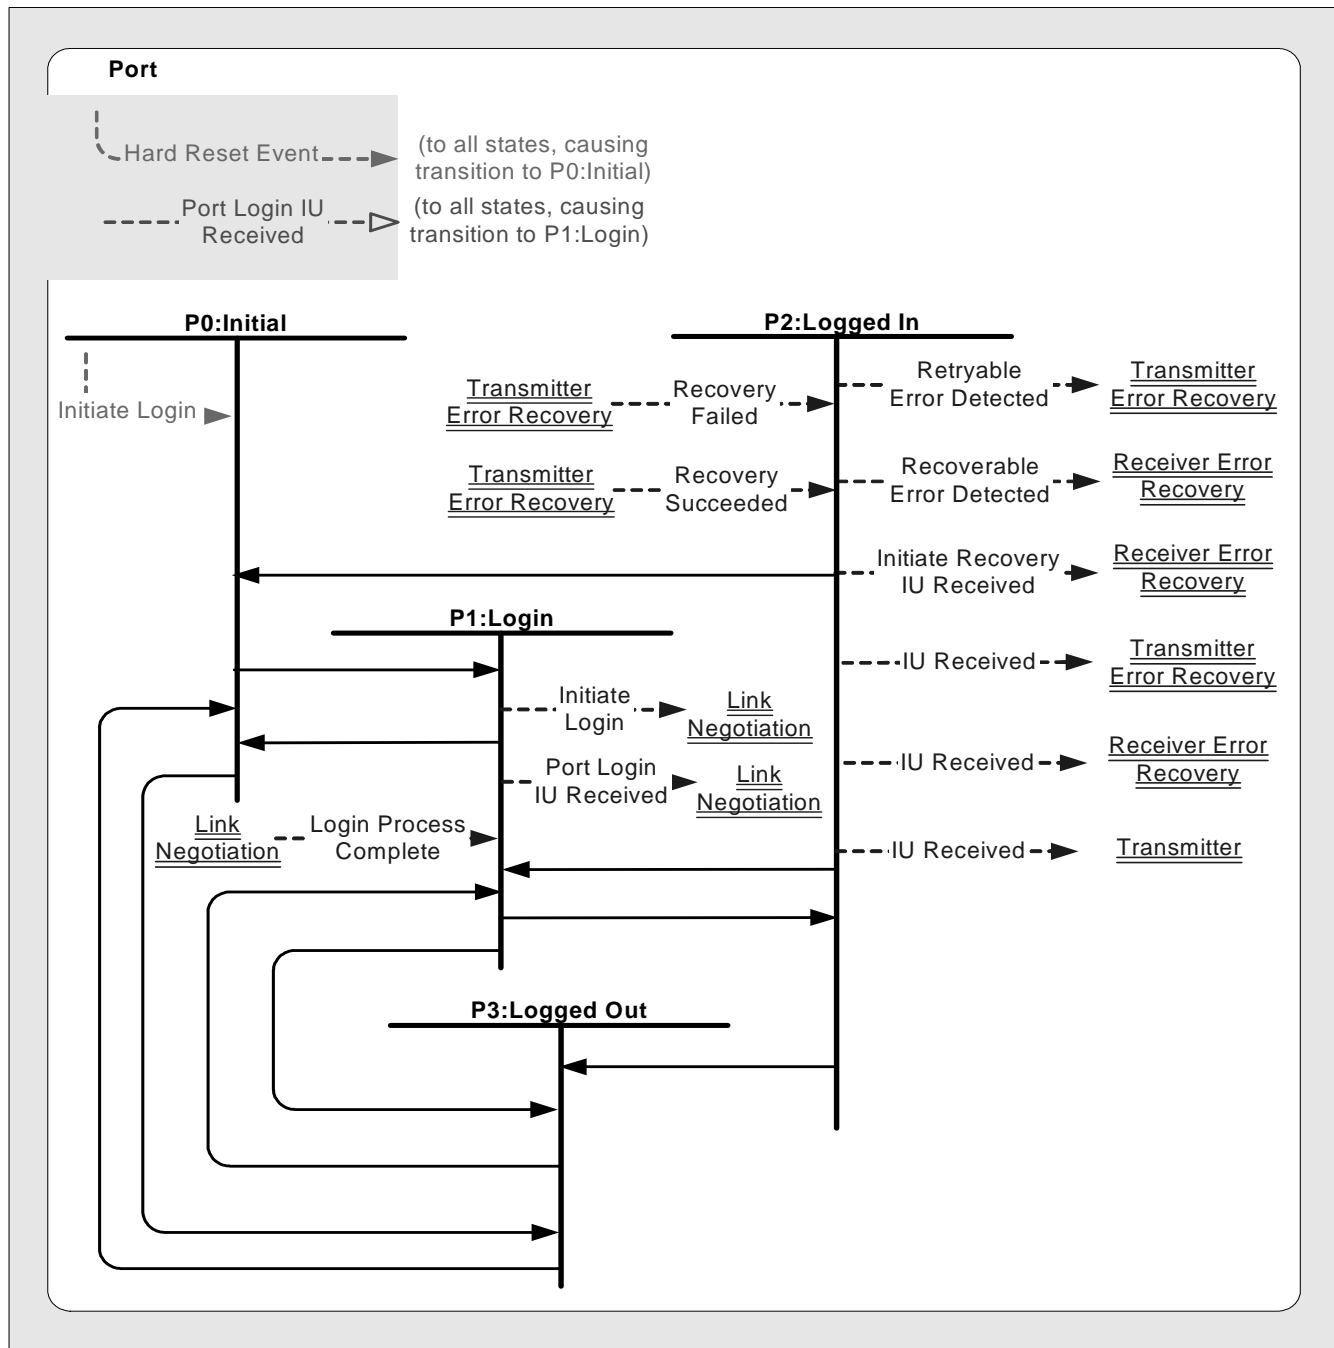 Port
Hard Reset Event
(to all states, causing
transition to P0:Initial)
Port Login IU
Received
(to all states, causing
transition to P1:Login)
P0:Initial
Initiate Login
P2:Logged In
Transmitter
Error Recovery
Recovery
Failed
Retryable
Error Detected
Transmitter
Error Recovery
Transmitter
Error Recovery
Recovery
Succeeded
Recoverable
Error Detected
Receiver Error
Recovery
Initiate Recovery
IU Received
Receiver Error
Recovery
P1:Login
IU Received
Transmitter
Error Recovery
Initiate
Login
Link
Negotiation
Port Login
IU Received
Link
Negotiation
IU Received
Receiver Error
Recovery
Link
Negotiation
Login Process
Complete
IU Received
Transmitter
P3:Logged Out